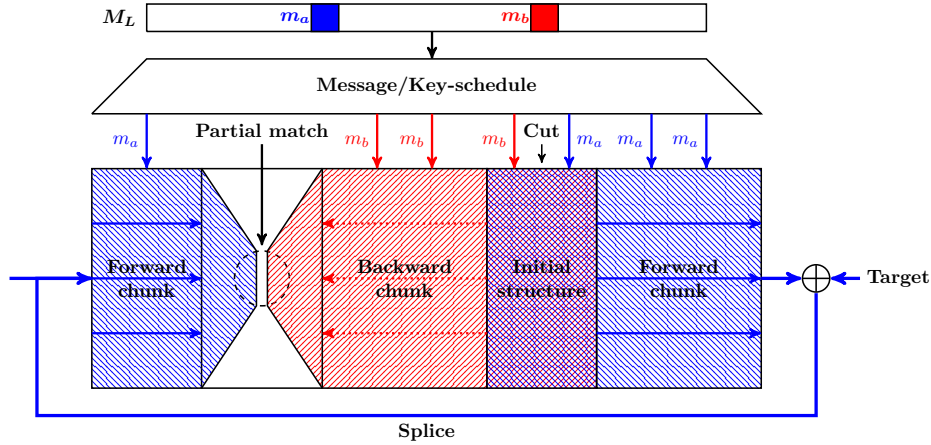 M_L m_a m_b
Message/Key-schedule
m_a Partial match m_b m_b m_b Cut m_a m_a m_a
Forward chunk
Backward chunk
Initial structure
Forward chunk
Target
Splice